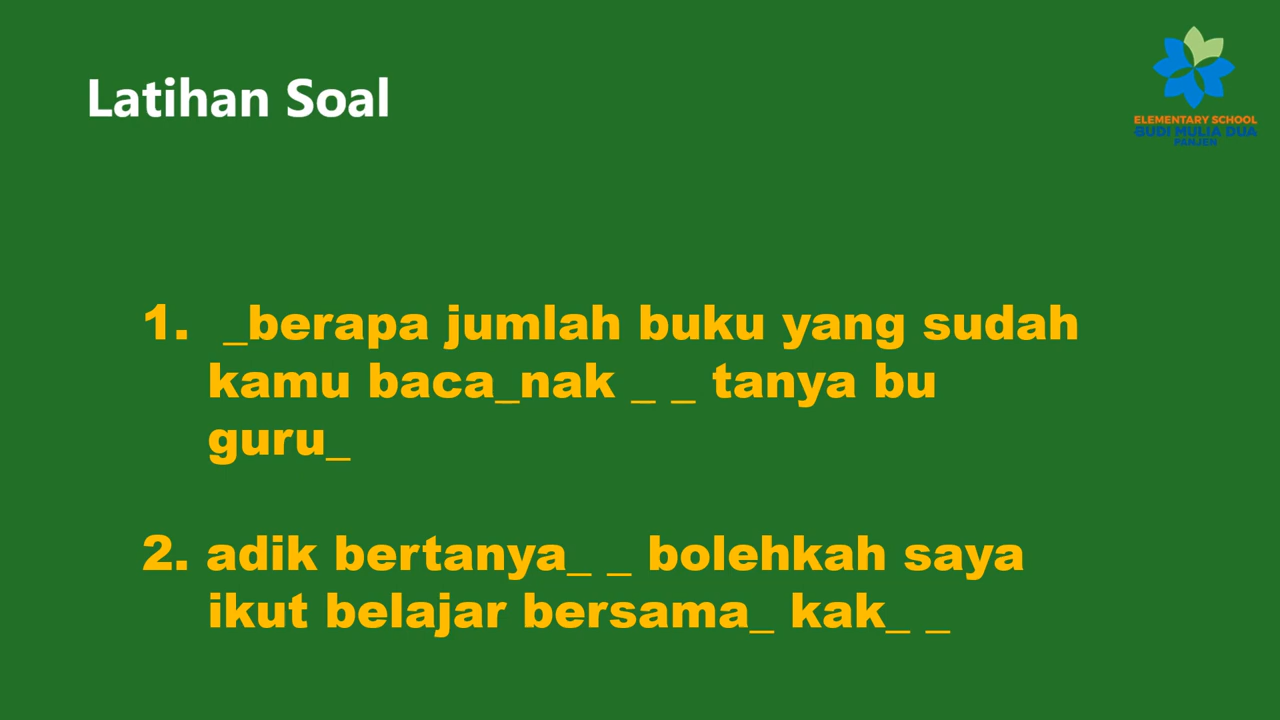 Latihan Soal
ELEMENTARY SCHOOL
BUDI MULIA DUA
PANJEN
1. _berapa jumlah buku yang sudah
kamu baca_nak _ _ tanya bu
guru_
2. adik bertanya_ _ bolehkah saya
ikut belajar bersama_ kak_ _